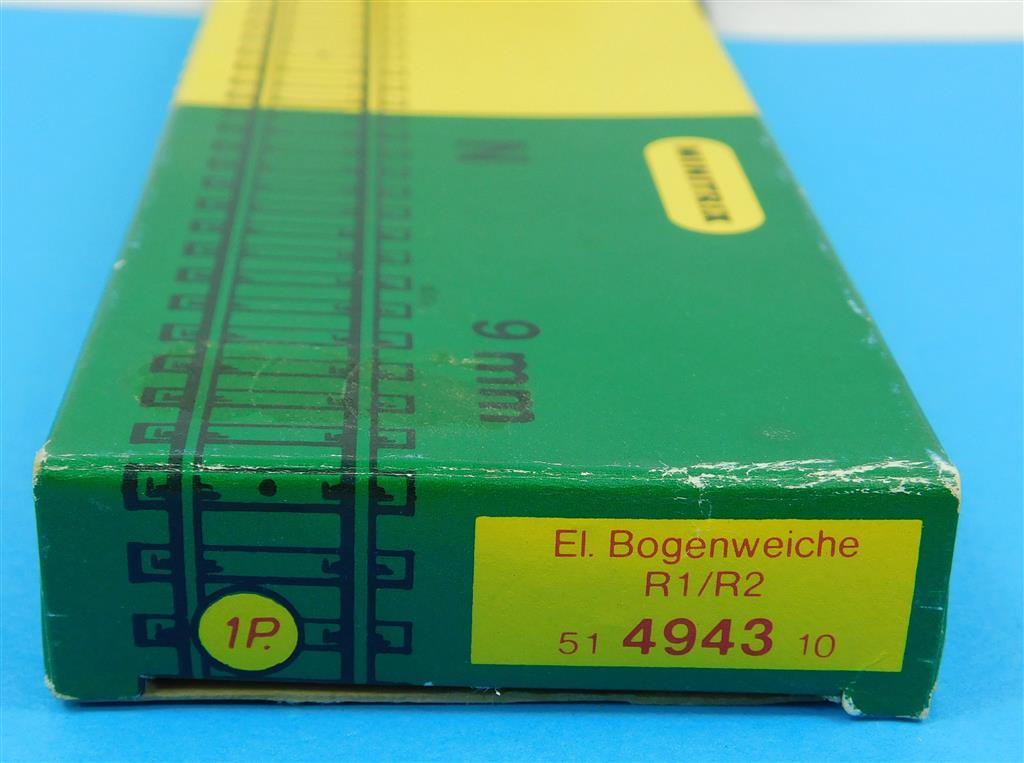 N
MINITRIX
9 mm
El. Bogenweiche
R1/R2
51 4943 10
1P.